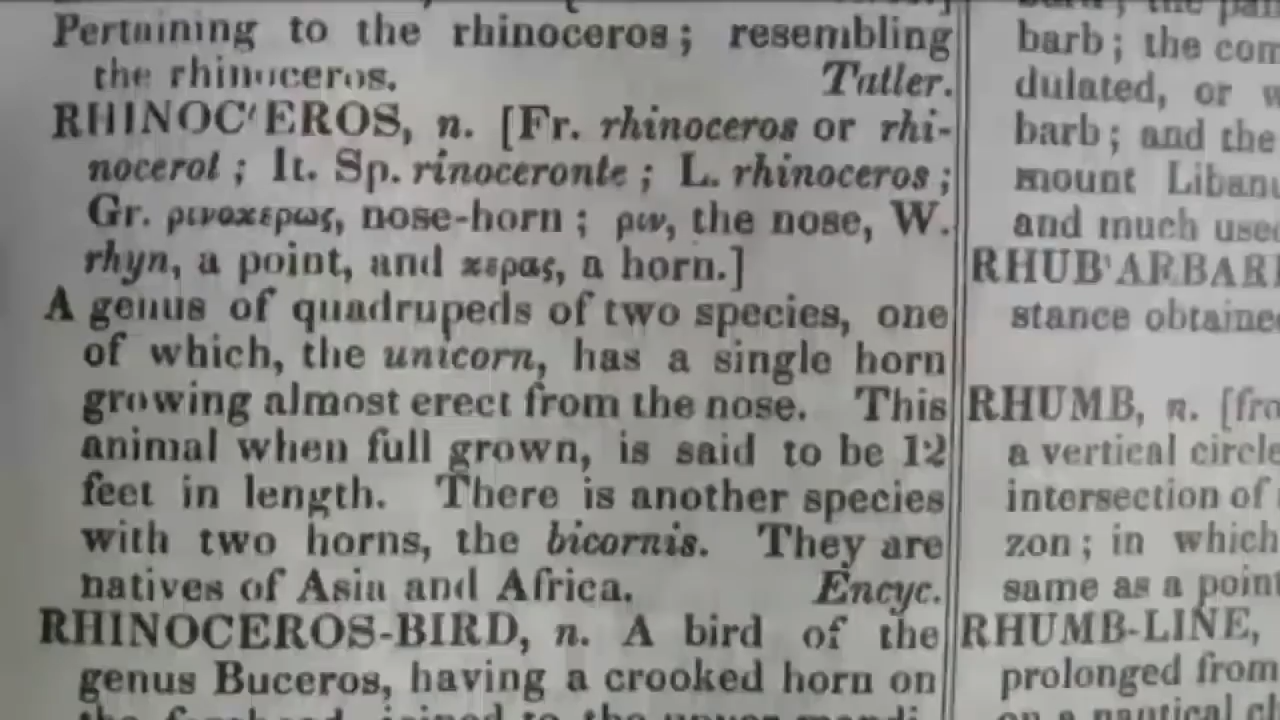 Pertaining to the rhinoceros; resembling
the rhinoceros. Tatler.
RHINOC'EROS, n. [Fr. rhinoceros or rhi-
nocerot; It. Sp. rinoceronte; L. rhinoceros;
Gr. ρινοκερως, nose-horn; ριν, the nose, W.
rhyn, a point, and κερας, a horn.]
A genus of quadrupeds of two species, one
of which, the unicorn, has a single horn
growing almost erect from the nose. This
animal when full grown, is said to be 12
feet in length. There is another species
with two horns, the bicornis. They are
natives of Asia and Africa. Encyc.
RHINOCEROS-BIRD, n. A bird of the
genus Buceros, having a crooked horn on
barb; the com
dulated, or w
barb; and the
mount Libanu
and much used
RHUB'ARBAR
stance obtained
RHUMB, n. [fro
a vertical circle
intersection of
zon; in which
same as a point
RHUMB-LINE,
prolonged from